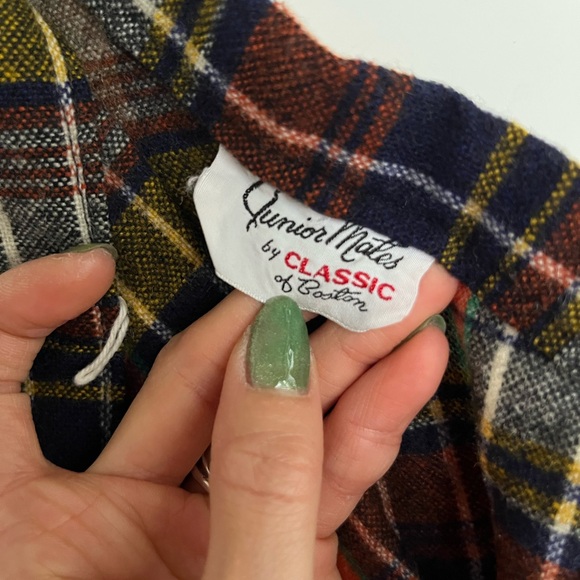 Junior Mates
by CLASSIC
of Boston